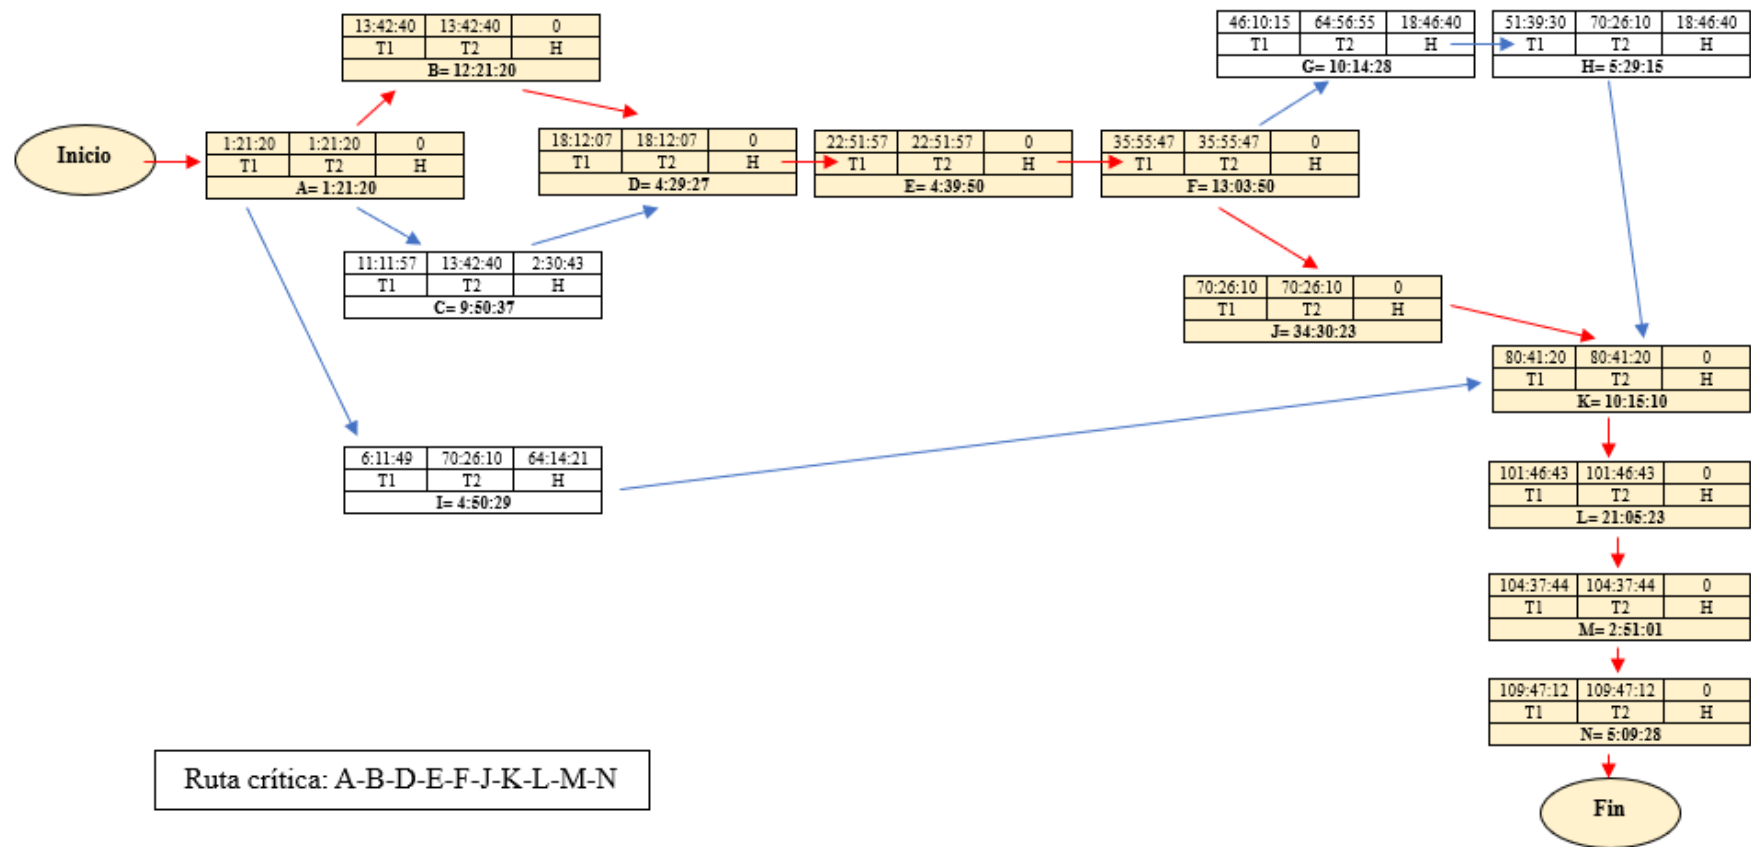 13:42:40 13:42:40 0
T1 T2 H
B= 12:21:20
46:10:15 64:56:55 18:46:40
T1 T2 H
G= 10:14:28
51:39:30 70:26:10 18:46:40
T1 T2 H
H= 5:29:15
Inicio
1:21:20 1:21:20 0
T1 T2 H
A= 1:21:20
18:12:07 18:12:07 0
T1 T2 H
D= 4:29:27
22:51:57 22:51:57 0
T1 T2 H
E= 4:39:50
35:55:47 35:55:47 0
T1 T2 H
F= 13:03:50
11:11:57 13:42:40 2:30:43
T1 T2 H
C= 9:50:37
70:26:10 70:26:10 0
T1 T2 H
J= 34:30:23
80:41:20 80:41:20 0
T1 T2 H
K= 10:15:10
6:11:49 70:26:10 64:14:21
T1 T2 H
I= 4:50:29
101:46:43 101:46:43 0
T1 T2 H
L= 21:05:23
104:37:44 104:37:44 0
T1 T2 H
M= 2:51:01
109:47:12 109:47:12 0
T1 T2 H
N= 5:09:28
Ruta crítica: A-B-D-E-F-J-K-L-M-N
Fin